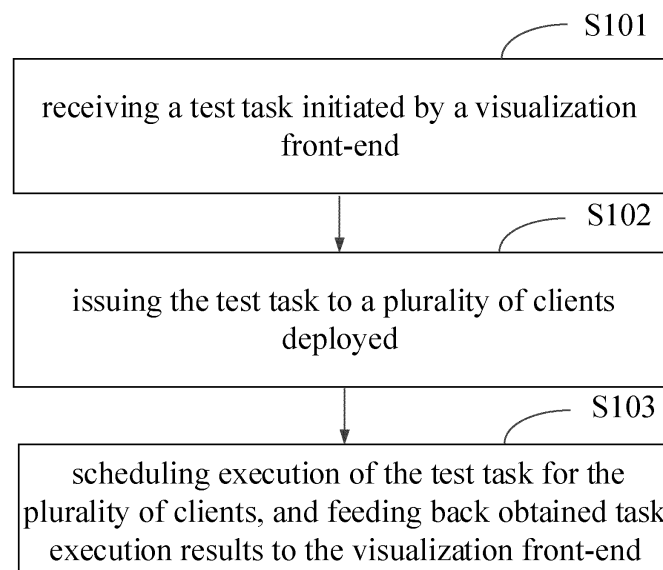 S101
receiving a test task initiated by a visualization
front-end
S102
issuing the test task to a plurality of clients
deployed
S103
scheduling execution of the test task for the
plurality of clients, and feeding back obtained task
execution results to the visualization front-end